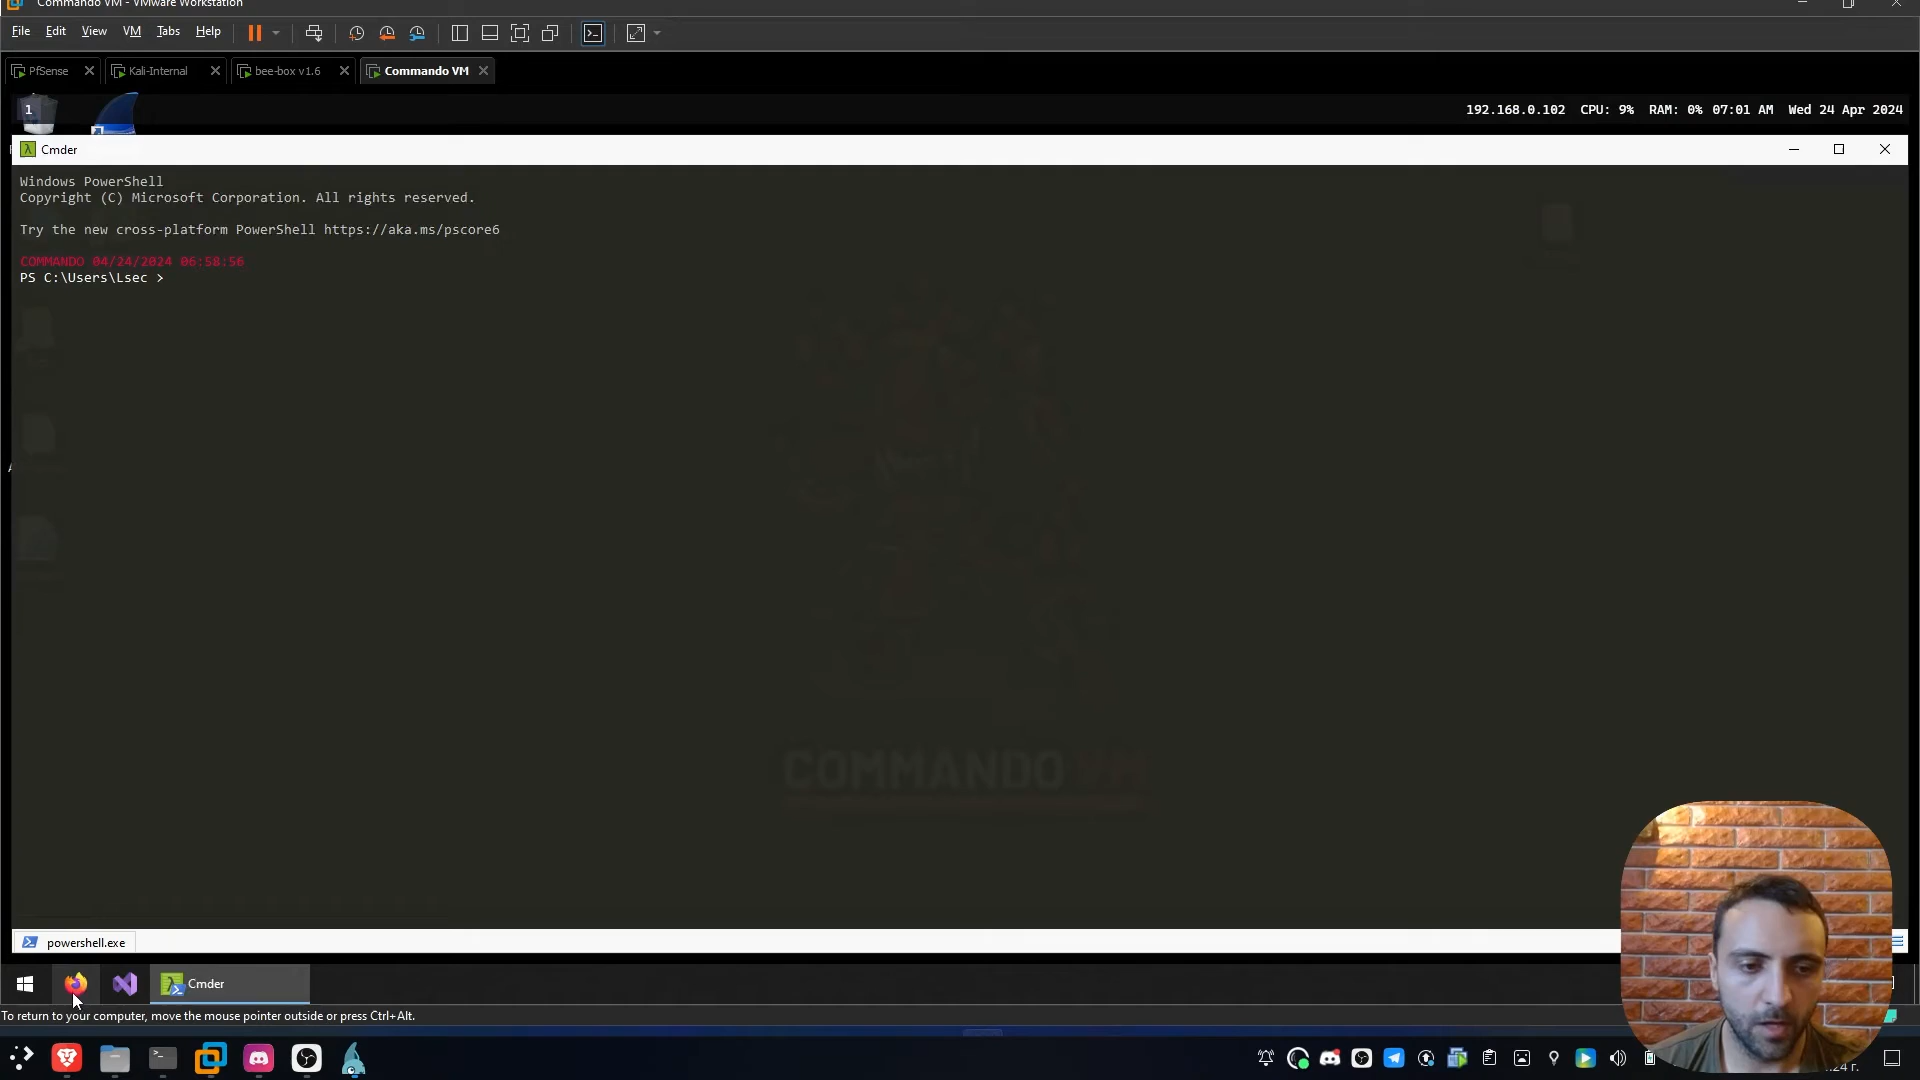 Commando VM - VMware Workstation
File Edit View VM Tabs Help
PfSense Kali-Internal bee-box v1.6 Commando VM
1
192.168.0.102 CPU: 9% RAM: 0% 07:01 AM Wed 24 Apr 2024
Cmder
Windows PowerShell
Copyright (C) Microsoft Corporation. All rights reserved.
Try the new cross-platform PowerShell https://aka.ms/pscore6
COMMANDO 04/24/2024 06:58:56
PS C:\Users\Lsec >
COMMANDO VM
powershell.exe
Cmder
To return to your computer, move the mouse pointer outside or press Ctrl+Alt.